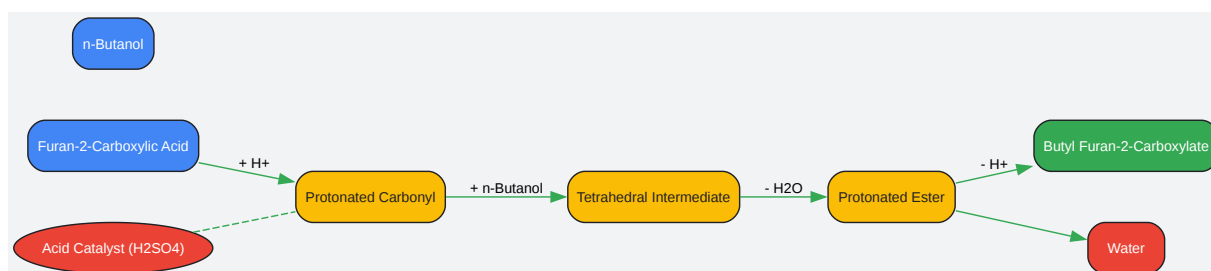 n-Butanol
Furan-2-Carboxylic Acid
+ H+
Acid Catalyst (H2SO4)
Protonated Carbonyl
+ n-Butanol
Tetrahedral Intermediate
- H2O
Protonated Ester
- H+
Butyl Furan-2-Carboxylate
Water